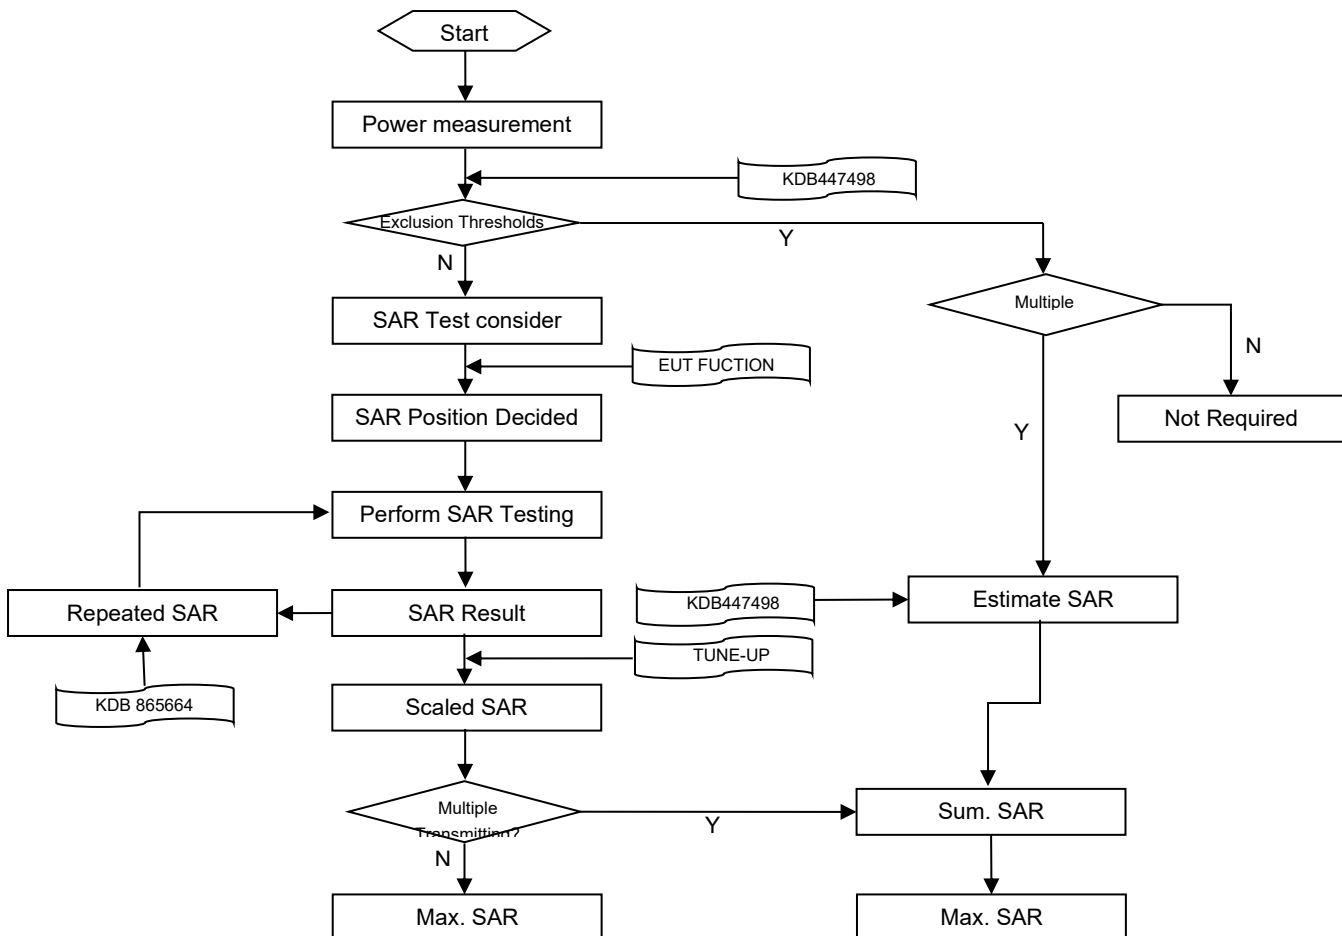 Start
Power measurement
KDB447498
Exclusion Thresholds
Y
N
Multiple
SAR Test consider
N
EUT FUCTION
SAR Position Decided
Not Required
Y
Perform SAR Testing
Repeated SAR
SAR Result
KDB447498
Estimate SAR
TUNE-UP
KDB 865664
Scaled SAR
Multiple
Transmitting?
Y
Sum. SAR
N
Max. SAR
Max. SAR